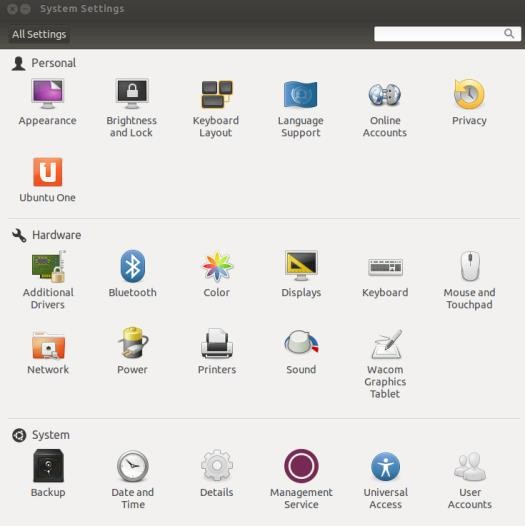 System Settings
All Settings
Personal
Appearance
Brightness
and Lock
Keyboard
Layout
Language
Support
Online
Accounts
Privacy
Ubuntu One
Hardware
Additional
Drivers
Bluetooth
Color
Displays
Keyboard
Mouse and
Touchpad
Network
Power
Printers
Sound
Wacom
Graphics
Tablet
System
Backup
Date and
Time
Details
Management
Service
Universal
Access
User
Accounts